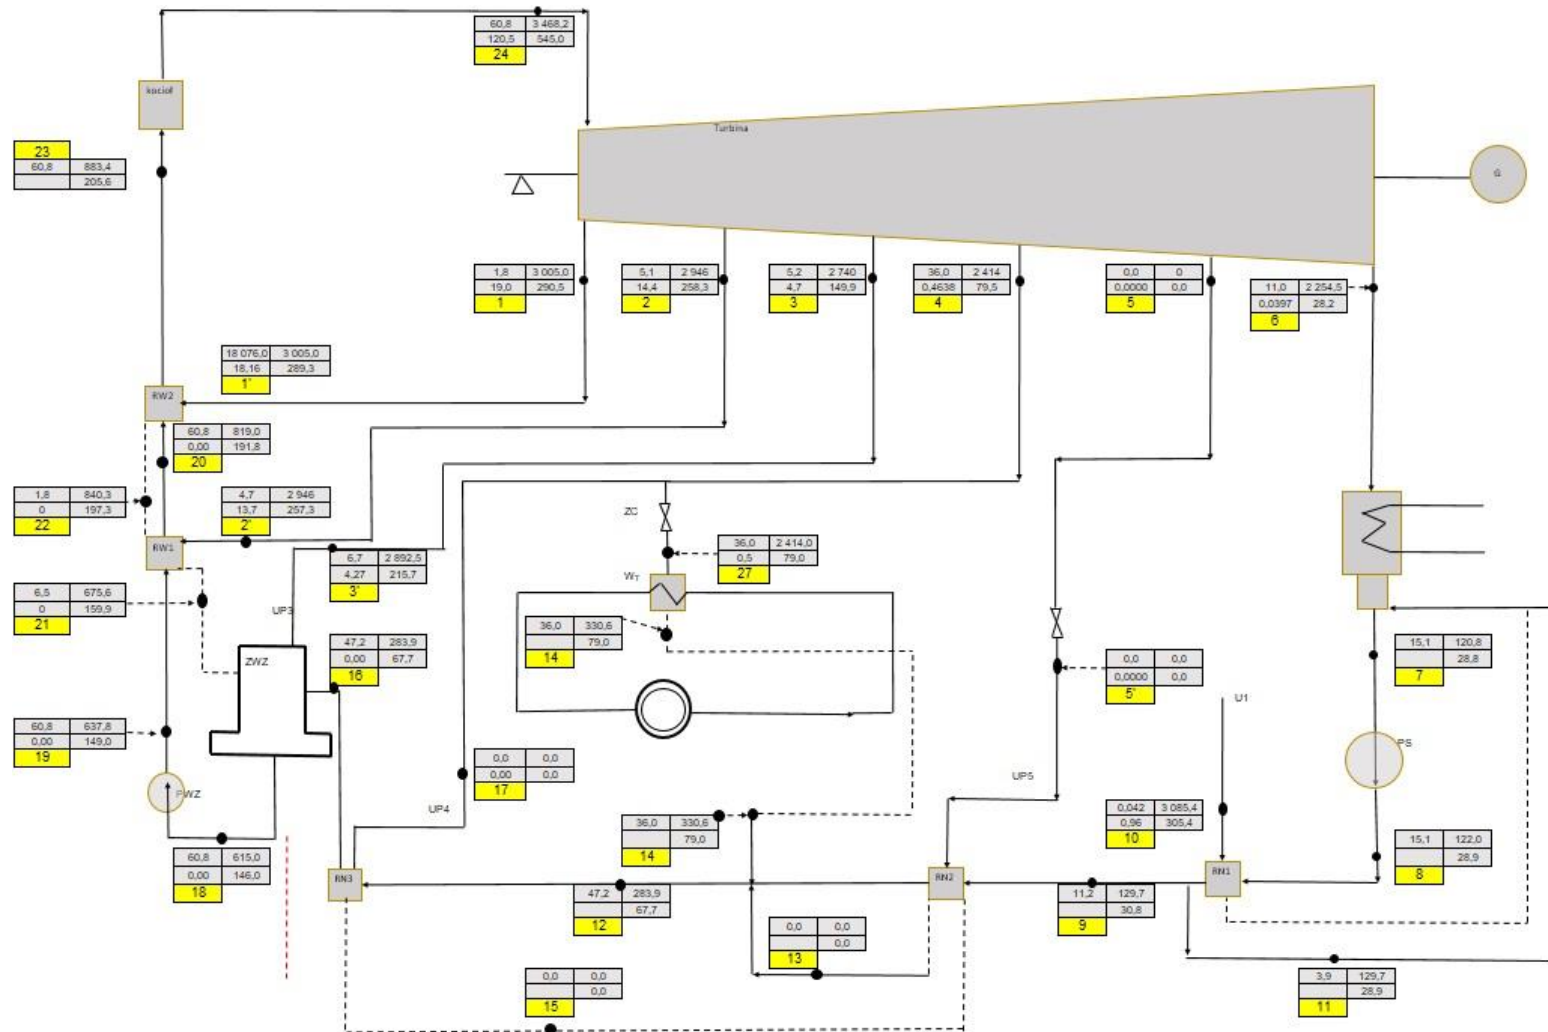 60,8 3 468,2
120,5 545,0
24
kocioł
Turbina
23
60,8 883,4
205,6
G
1,8 3 005,0
19,0 290,5
1
5,1 2 946
14,4 258,3
2
5,2 2 740
4,7 149,9
3
36,0 2 414
0,4638 79,5
4
0,0 0
0,0000 0,0
5
11,0 2 254,5
0,0397 28,2
6
18 076,0 3 005,0
18,16 289,3
1'
RW2
60,8 819,0
0,00 191,8
20
1,8 840,3
0 197,3
22
4,7 2 946
13,7 257,3
2'
RW1
ZC
36,0 2 414,0
0,5 79,0
27
6,7 2 892,5
4,27 215,7
3'
WT
6,5 675,6
0 159,9
21
UP3
36,0 330,6
79,0
14
47,2 283,9
0,00 67,7
16
ZWZ
0,0 0,0
0,0000 0,0
5'
15,1 120,8
28,8
7
60,8 637,8
0,00 149,0
19
U1
PS
0,0 0,0
0,00 0,0
17
UP5
PWZ
UP4
36,0 330,6
79,0
14
0,042 3 085,4
0,96 305,4
10
15,1 122,0
28,9
8
60,8 615,0
0,00 146,0
18
RN3
RN2
RN1
47,2 283,9
67,7
12
11,2 129,7
30,8
9
0,0 0,0
0,0
13
0,0 0,0
0,0
15
3,9 129,7
28,9
11